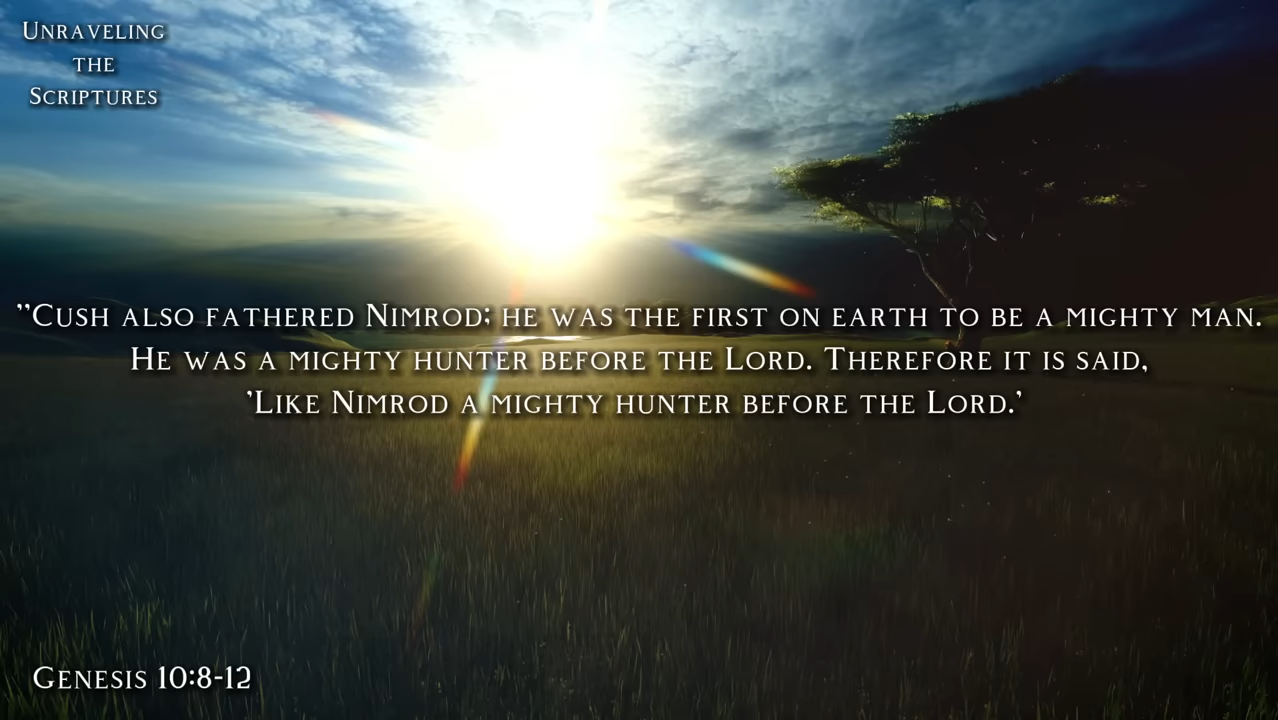 Unraveling
the
Scriptures
"Cush also fathered Nimrod; he was the first on earth to be a mighty man.
He was a mighty hunter before the Lord. Therefore it is said,
'Like Nimrod a mighty hunter before the Lord.'
Genesis 10:8-12